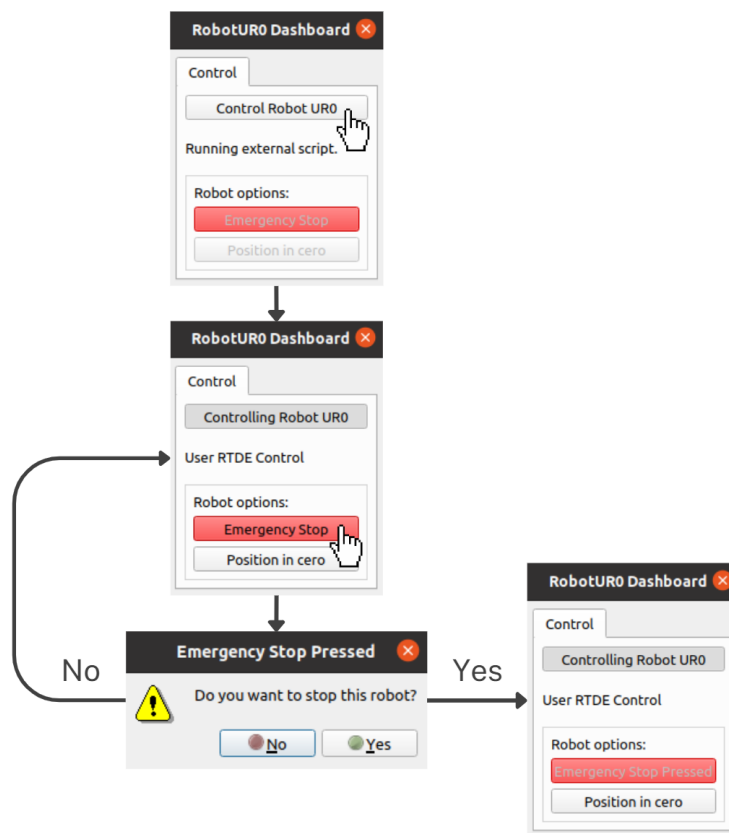 RobotUR0 Dashboard
Control
Control Robot UR0
Running external script.
Robot options:
Emergency Stop
Position in cero
RobotUR0 Dashboard
Control
Controlling Robot UR0
User RTDE Control
Robot options:
Emergency Stop
Position in cero
Emergency Stop Pressed
Do you want to stop this robot?
No
Yes
No
Yes
RobotUR0 Dashboard
Control
Controlling Robot UR0
User RTDE Control
Robot options:
Emergency Stop Pressed
Position in cero